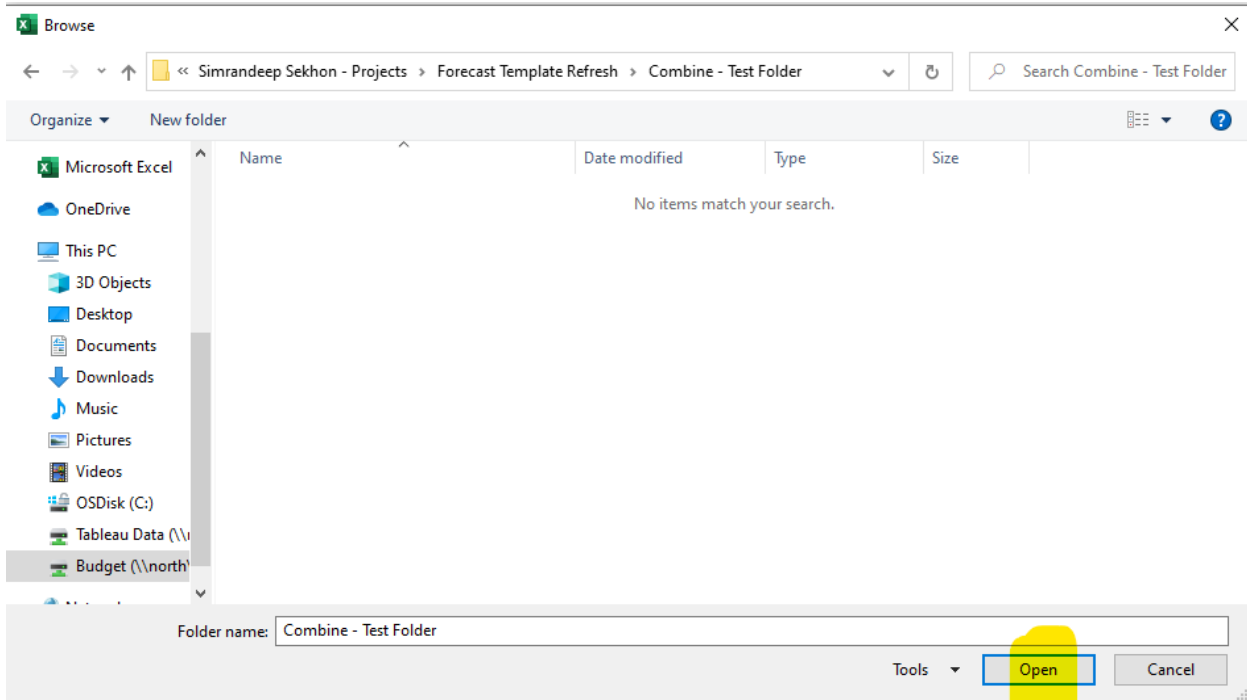 Browse
« Simrandeep Sekhon - Projects > Forecast Template Refresh > Combine - Test Folder
Search Combine - Test Folder
Organize
New folder
?
Name
Date modified
Type
Size
No items match your search.
Microsoft Excel
OneDrive
This PC
3D Objects
Desktop
Documents
Downloads
Music
Pictures
Videos
OSDisk (C:)
Tableau Data (\\
Budget (\\north\
Folder name: Combine - Test Folder
Tools
Open
Cancel